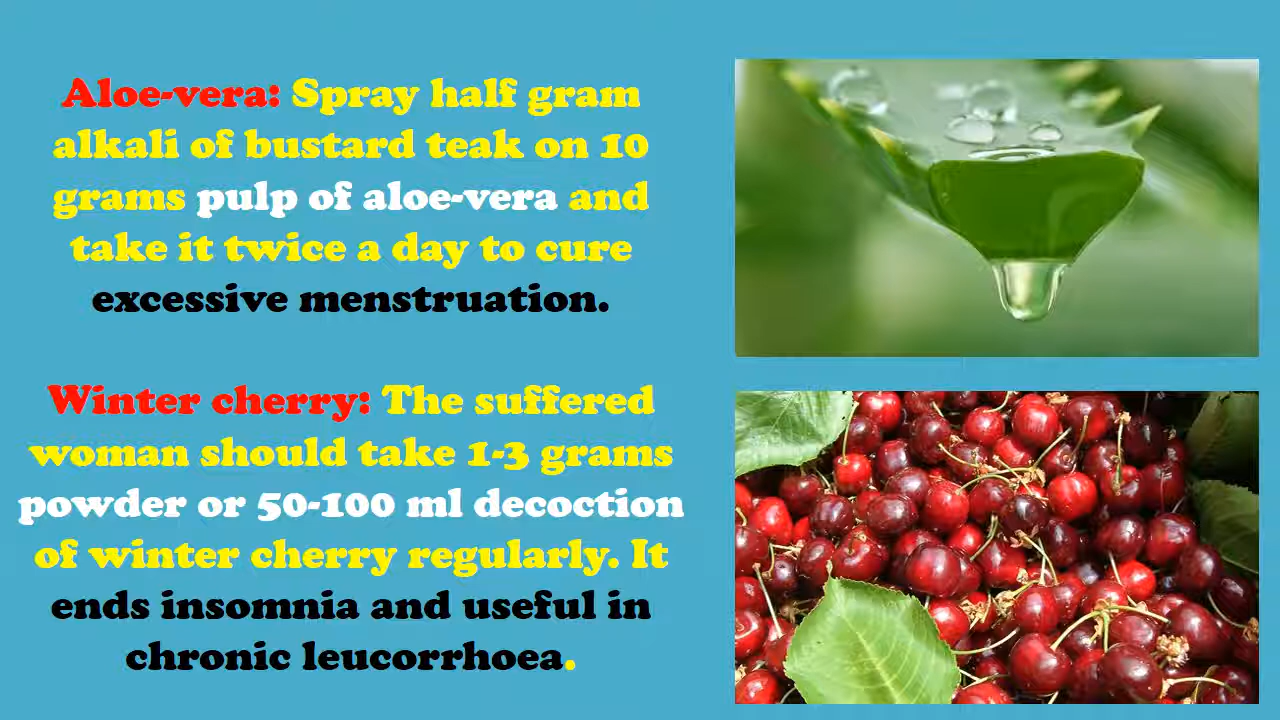 Aloe-vera: Spray half gram
alkali of bustard teak on 10
grams pulp of aloe-vera and
take it twice a day to cure
excessive menstruation.
Winter cherry: The suffered
woman should take 1-3 grams
powder or 50-100 ml decoction
of winter cherry regularly. It
ends insomnia and useful in
chronic leucorrhoea.